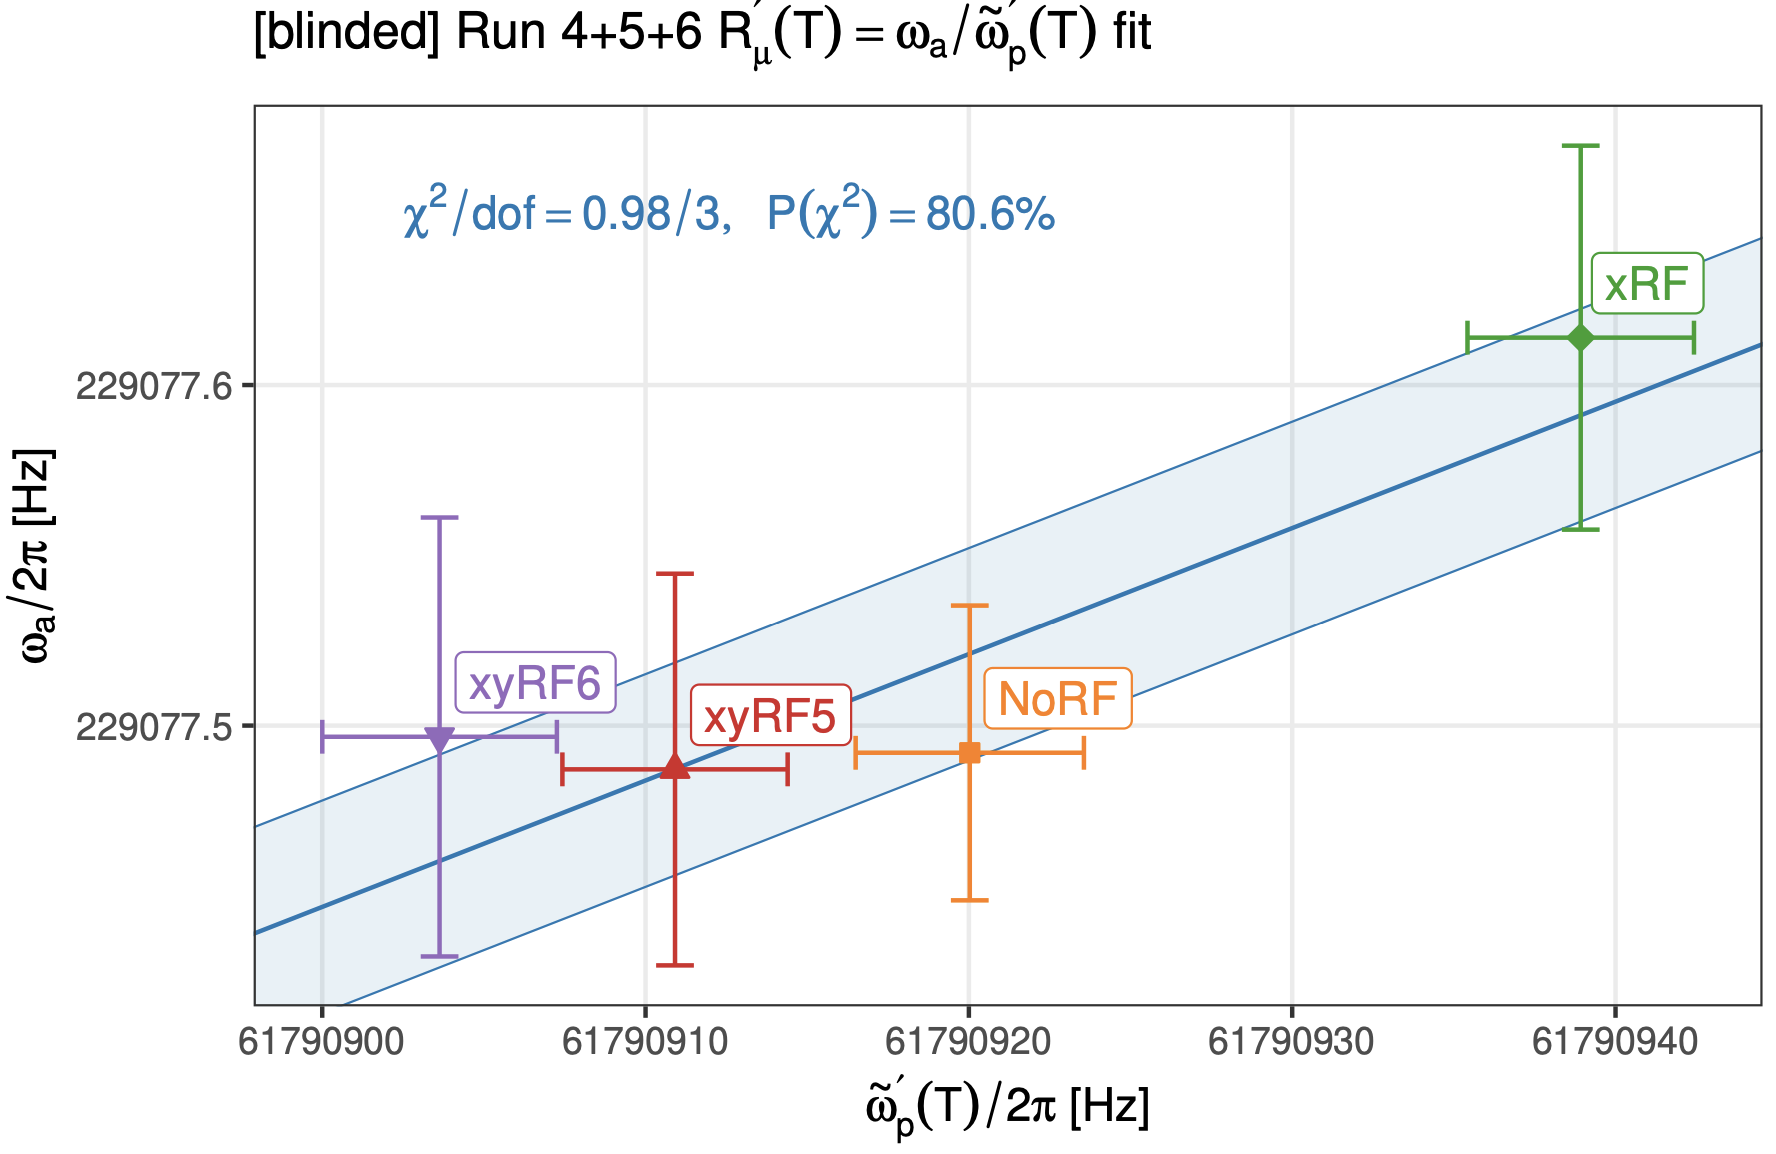 [blinded] Run 4+5+6 R′μ(T) = ωa/ω̃′p(T) fit
χ²/dof = 0.98/3, P(χ²) = 80.6%
xRF
229077.6
xyRF6
NoRF
xyRF5
229077.5
ωa/2π [Hz]
61790900 61790910 61790920 61790930 61790940
ω̃′p(T)/2π [Hz]